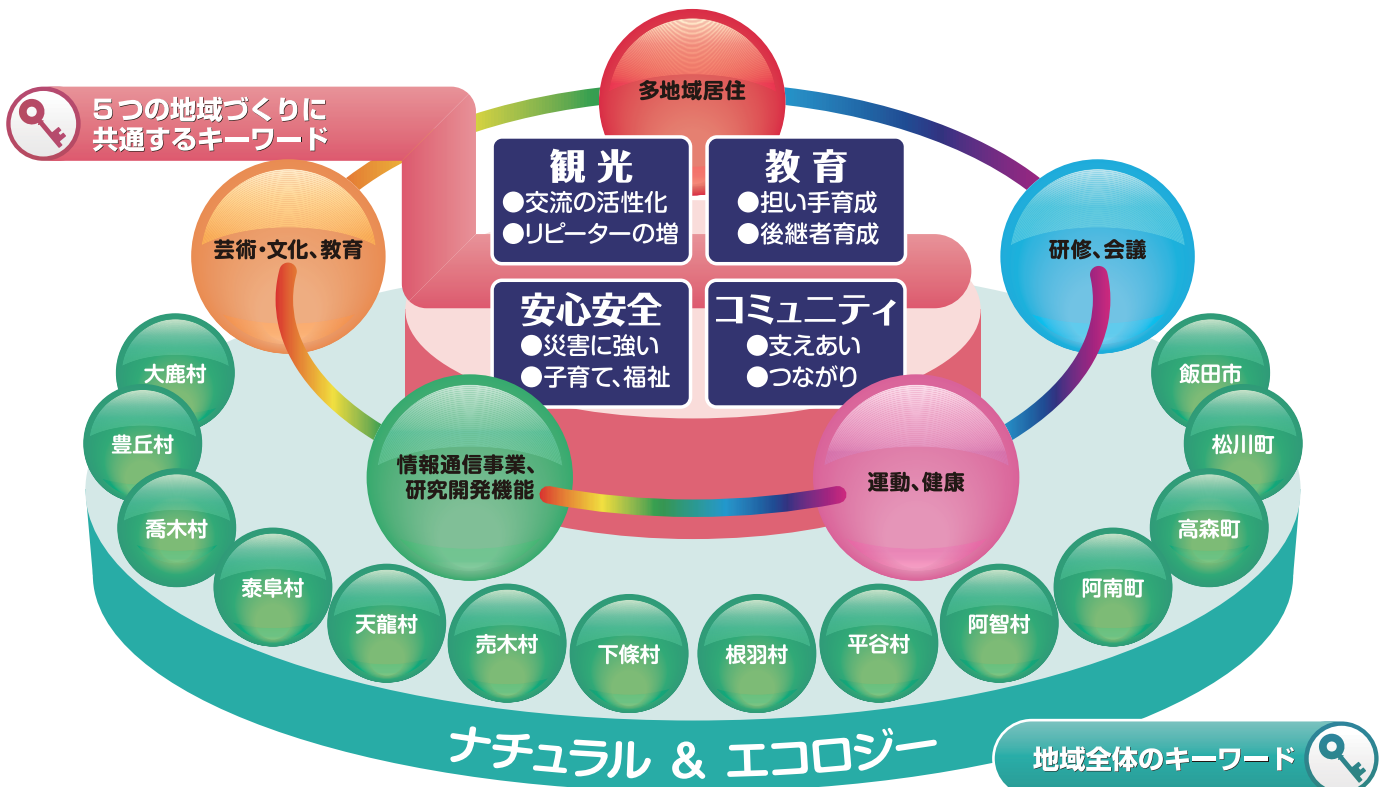 多地域居住
５つの地域づくりに
共通するキーワード
観光
●交流の活性化
●リピーターの増
教育
●担い手育成
●後継者育成
芸術・文化、教育
研修、会議
安心安全
●災害に強い
●子育て、福祉
コミュニティ
●支えあい
●つながり
情報通信事業、
研究開発機能
運動、健康
大鹿村
豊丘村
喬木村
泰阜村
天龍村
売木村
下條村
根羽村
平谷村
阿智村
阿南町
高森町
松川町
飯田市
ナチュラル & エコロジー
地域全体のキーワード